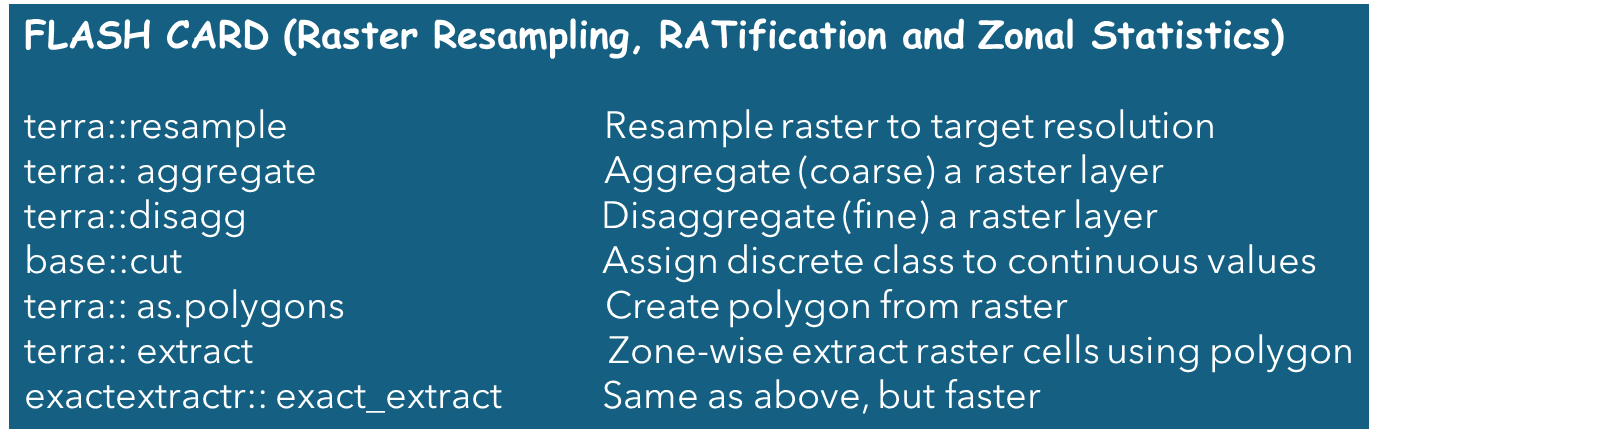 FLASH CARD (Raster Resampling, RATification and Zonal Statistics)
terra::resample Resample raster to target resolution
terra:: aggregate Aggregate (coarse) a raster layer
terra::disagg Disaggregate (fine) a raster layer
base::cut Assign discrete class to continuous values
terra:: as.polygons Create polygon from raster
terra:: extract Zone-wise extract raster cells using polygon
exactextractr:: exact_extract Same as above, but faster